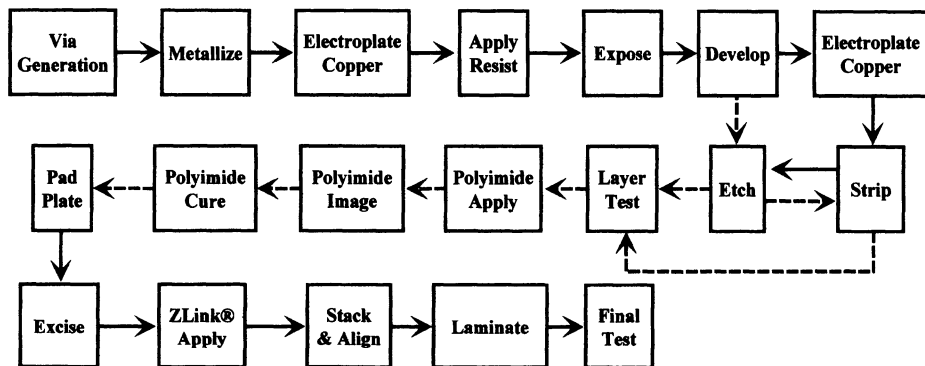 Via
Generation
Metallize
Electroplate
Copper
Apply
Resist
Expose
Develop
Electroplate
Copper
Pad
Plate
Polyimide
Cure
Polyimide
Image
Polyimide
Apply
Layer
Test
Etch
Strip
Excise
ZLink®
Apply
Stack
& Align
Laminate
Final
Test